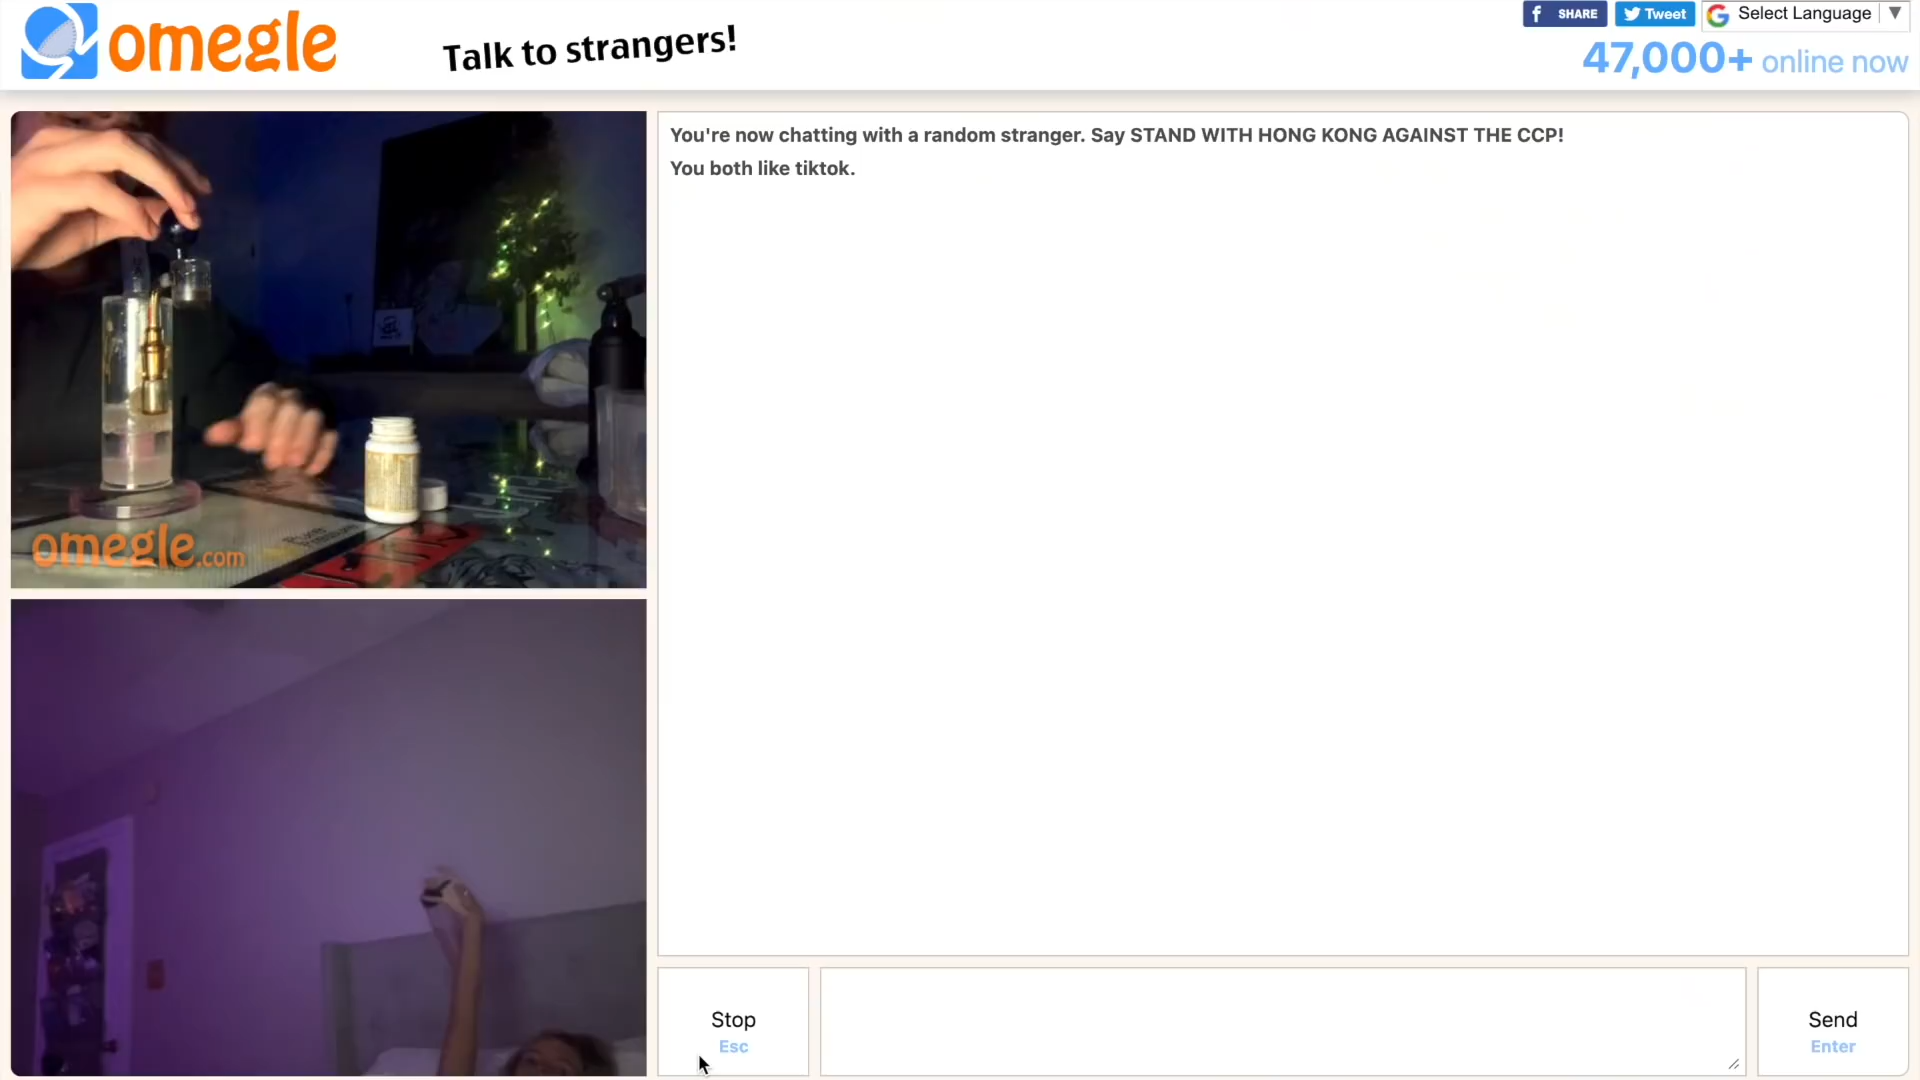 omegle
Talk to strangers!
SHARE
Tweet
Select Language
47,000+ online now
You're now chatting with a random stranger. Say STAND WITH HONG KONG AGAINST THE CCP!
You both like tiktok.
omegle.com
Stop
Esc
Send
Enter